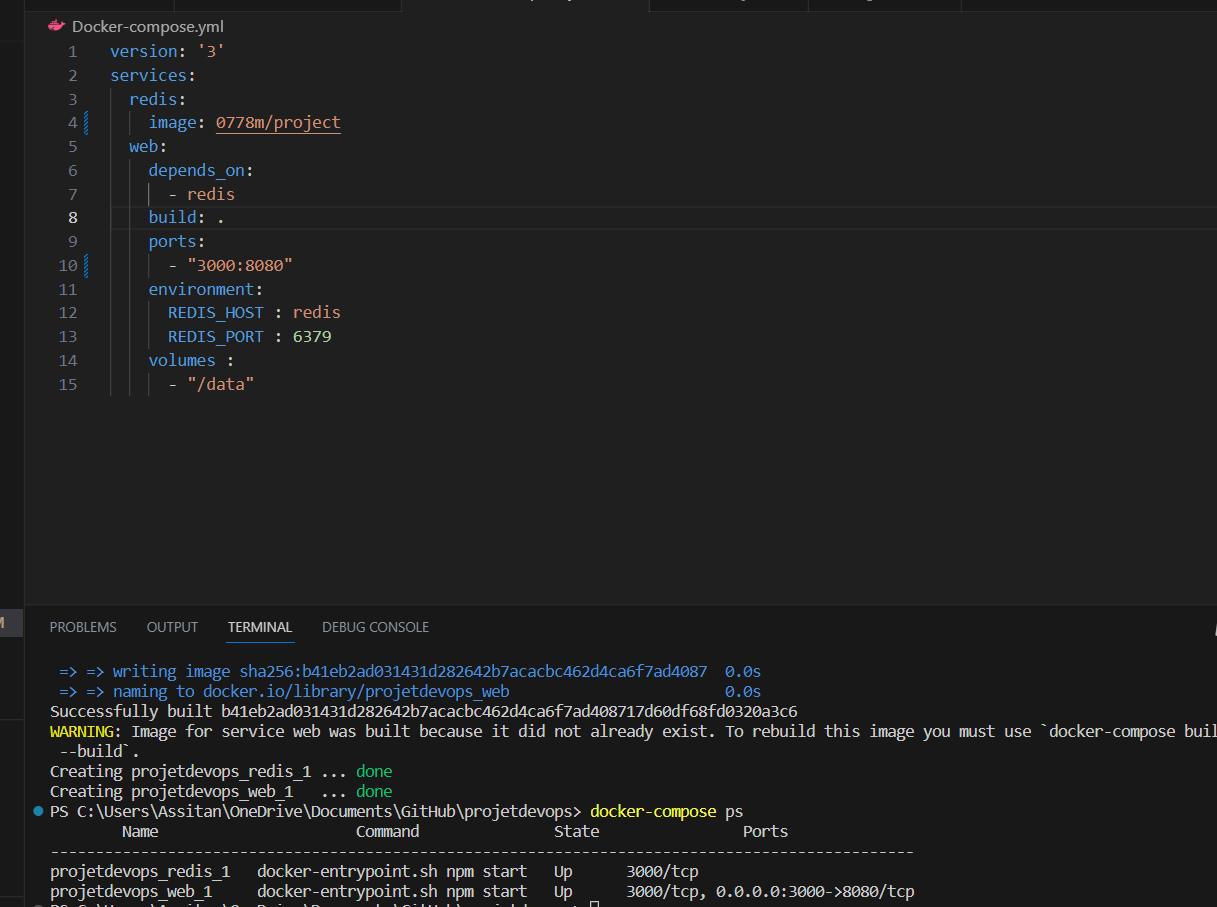 Docker-compose.yml
1 version: '3'
2 services:
3 redis:
4 image: 0778m/project
5 web:
6 depends_on:
7 - redis
8 build: .
9 ports:
10 - "3000:8080"
11 environment:
12 REDIS_HOST : redis
13 REDIS_PORT : 6379
14 volumes :
15 - "/data"
PROBLEMS OUTPUT TERMINAL DEBUG CONSOLE
=> => writing image sha256:b41eb2ad031431d282642b7acacbc462d4ca6f7ad4087 0.0s
=> => naming to docker.io/library/projetdevops_web 0.0s
Successfully built b41eb2ad031431d282642b7acacbc462d4ca6f7ad408717d60df68fd0320a3c6
WARNING: Image for service web was built because it did not already exist. To rebuild this image you must use `docker-compose buil
--build`.
Creating projetdevops_redis_1 ... done
Creating projetdevops_web_1 ... done
PS C:\Users\Assitan\OneDrive\Documents\GitHub\projetdevops> docker-compose ps
Name Command State Ports
----------------------------------------------------------------------------------------
projetdevops_redis_1 docker-entrypoint.sh npm start Up 3000/tcp
projetdevops_web_1 docker-entrypoint.sh npm start Up 3000/tcp, 0.0.0.0:3000->8080/tcp